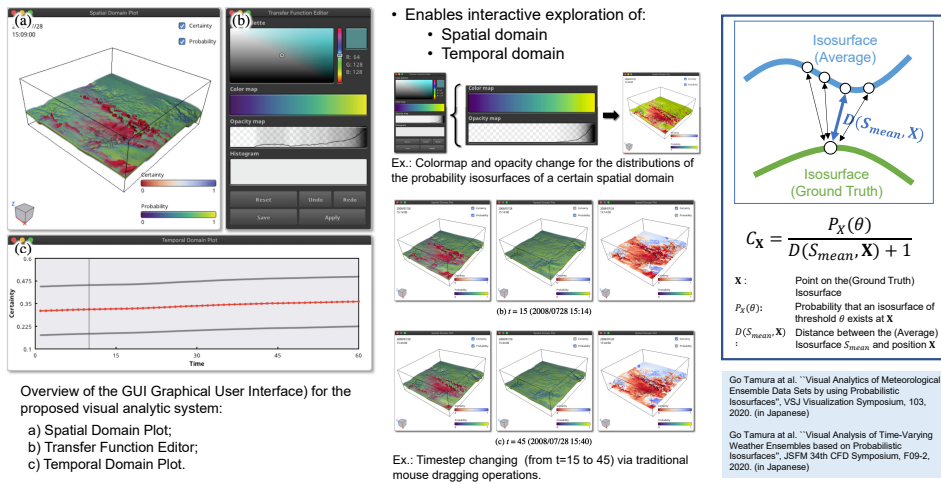 Spatial Domain Plot
(a)
/28
15:09:00
Certainty
Probability
Certainty
0
1
Probability
0
1
Transfer Function Editor
(b)
R: 64
G: 128
B: 128
Color map
Opacity map
Histogram
Reset
Undo
Redo
Save
Apply
Temporal Domain Plot
(c)
0.6
0.475
0.35
0.225
0.1
Certainty
0
15
30
45
60
Time
Overview of the GUI Graphical User Interface) for the
proposed visual analytic system:
a) Spatial Domain Plot;
b) Transfer Function Editor;
c) Temporal Domain Plot.
• Enables interactive exploration of:
• Spatial domain
• Temporal domain
Color map
Opacity map
Ex.: Colormap and opacity change for the distributions of
the probability isosurfaces of a certain spatial domain
(b) t = 15 (2008/0728 15:14)
(c) t = 45 (2008/07/28 15:40)
Ex.: Timestep changing (from t=15 to 45) via traditional
mouse dragging operations.
Isosurface
(Average)
D(S_mean, X)
Isosurface
(Ground Truth)
C_X = P_X(θ) / (D(S_mean, X) + 1)
X : Point on the(Ground Truth)
Isosurface
P_X(θ): Probability that an isosurface of
threshold θ exists at X
D(S_mean, X) Distance between the (Average)
: Isosurface S_mean and position X
Go Tamura at al. ``Visual Analytics of Meteorological
Ensemble Data Sets by using Probabilistic
Isosurfaces", VSJ Visualization Symposium, 103,
2020. (in Japanese)
Go Tamura at al. ``Visual Analysis of Time-Varying
Weather Ensembles based on Probabilistic
Isosurfaces", JSFM 34th CFD Symposium, F09-2,
2020. (in Japanese)